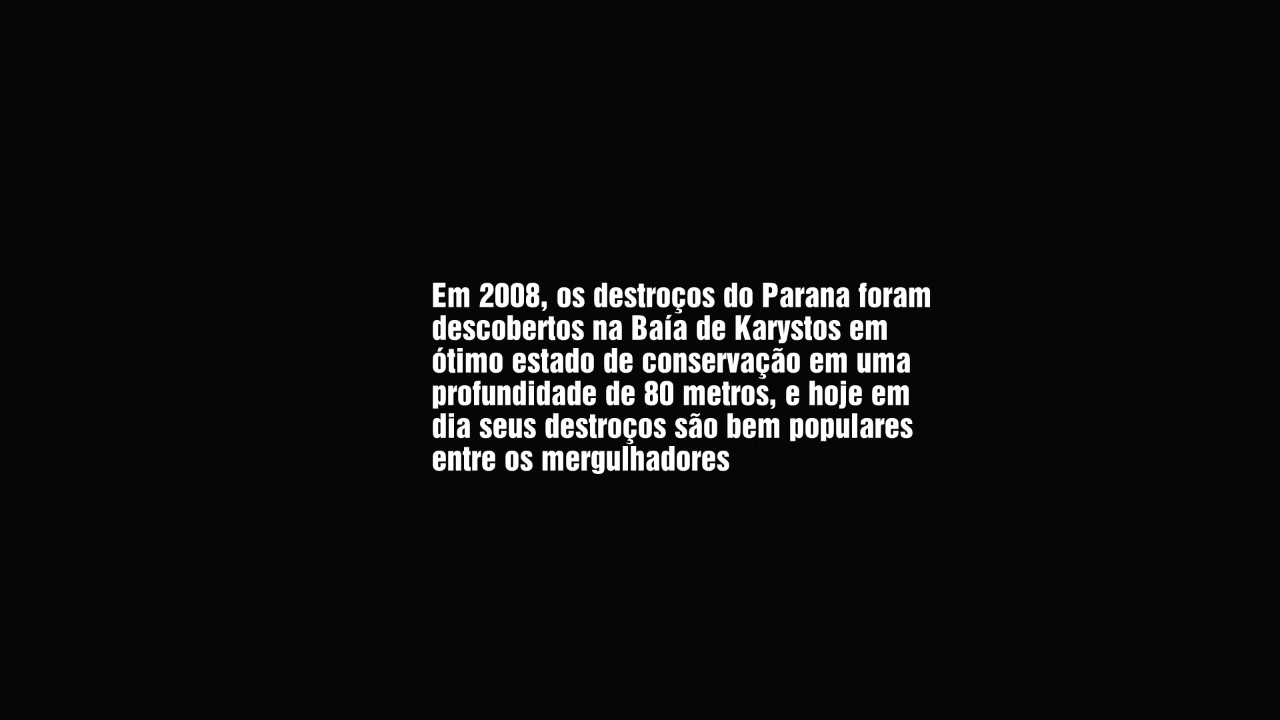 Em 2008, os destroços do Parana foram
descobertos na Baía de Karystos em
ótimo estado de conservação em uma
profundidade de 80 metros, e hoje em
dia seus destroços são bem populares
entre os mergulhadores